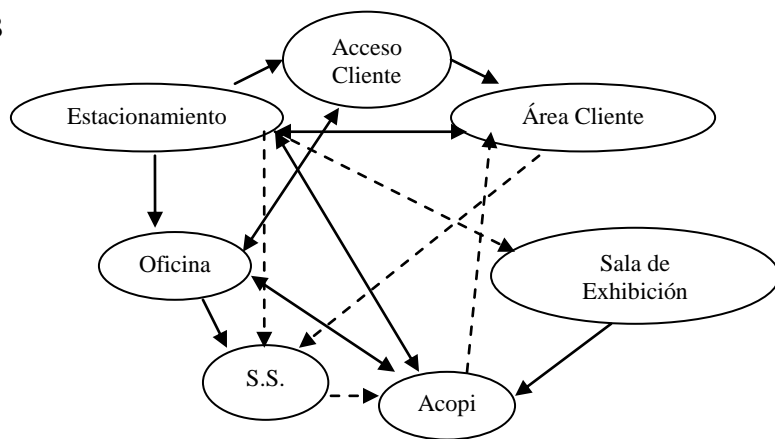 Acceso
Cliente
Estacionamiento
Área Cliente
Oficina
Sala de
Exhibición
S.S.
Acopi